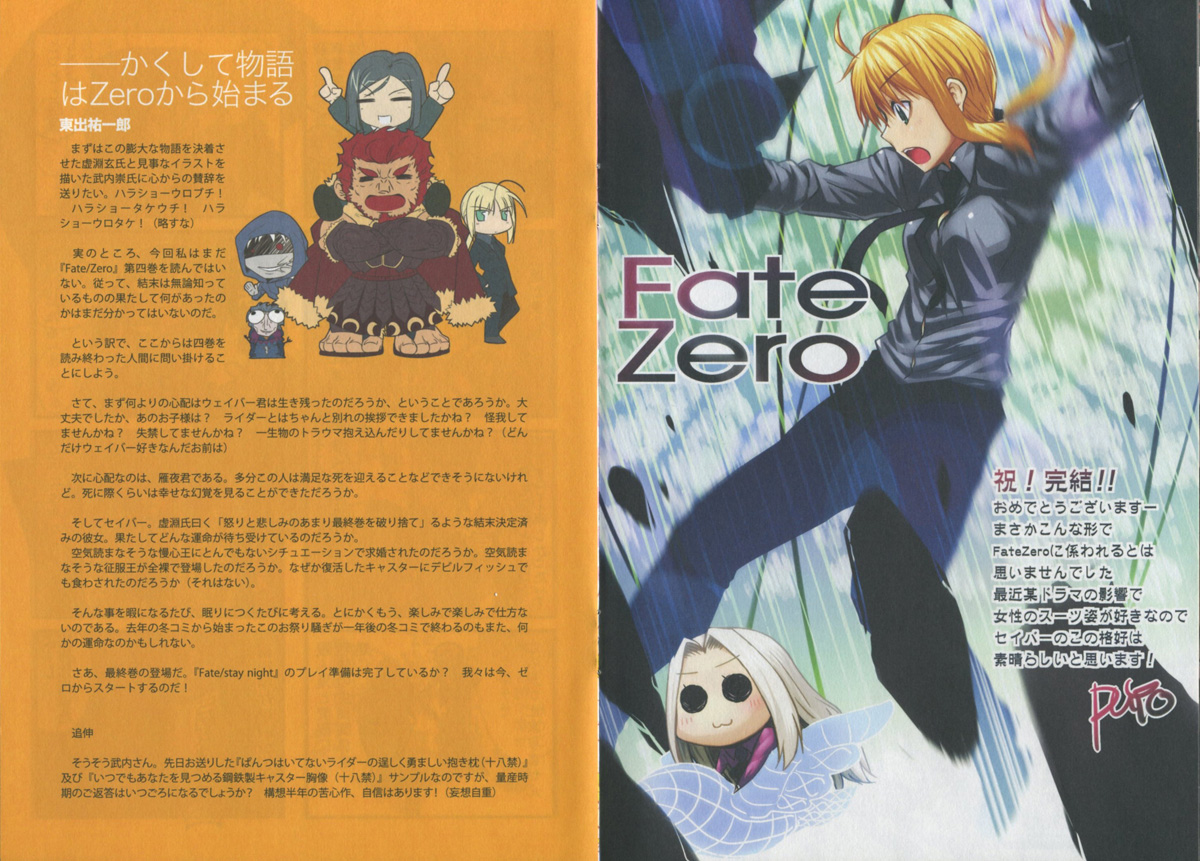 ――かくして物語
はZeroから始まる
東出祐一郎
まずはこの膨大な物語を決着さ
せた虚淵玄氏と見事なイラストを
描いた武内崇氏に心からの賛辞を
送りたい。ハラショーウロブチ！
ハラショータケウチ！　ハラ
ショーウロタケ！（略すな）
実のところ、今回私はまだ
『Fate/Zero』第四巻を読んではい
ない。従って、結末は無論知って
いるものの果たして何があったの
かはまだ分かってはいないのだ。
という訳で、ここからは四巻を
読み終わった人間に問い掛けるこ
とにしよう。
さて、まず何よりの心配はウェイバー君は生き残ったのだろうか、ということであろうか。大
丈夫でしたか、あのお子様は？　ライダーとはちゃんと別れの挨拶できましたかね？　怪我して
ませんかね？　失禁してませんかね？　一生物のトラウマ抱え込んだりしてませんかね？（どん
だけウェイバー好きなんだお前は）
次に心配なのは、雁夜君である。多分この人は満足な死を迎えることなどできそうにないけれ
ど。死に際くらいは幸せな幻覚を見ることができただろうか。
そしてセイバー。虚淵氏曰く「怒りと悲しみのあまり最終巻を破り捨て」るような結末決定済
みの彼女。果たしてどんな運命が待ち受けているのだろうか。
空気読まなそうな慢心王にとんでもないシチュエーションで求婚されたのだろうか。空気読ま
なそうな征服王が全裸で登場したのだろうか。なぜか復活したキャスターにデビルフィッシュで
も食わされたのだろうか（それはない）。
そんな事を暇になるたび、眠りにつくたびに考える。とにかくもう、楽しみで楽しみで仕方な
いのである。去年の冬コミから始まったこのお祭り騒ぎが一年後の冬コミで終わるのもまた、何
かの運命なのかもしれない。
さあ、最終巻の登場だ。『Fate/stay night』のプレイ準備は完了しているか？　我々は今、ゼ
ロからスタートするのだ！
追伸
そうそう武内さん。先日お送りした『ぱんつはいてないライダーの逞しく勇ましい抱き枕（十八禁）』
及び『いつでもあなたを見つめる鋼鉄製キャスター胸像（十八禁）』サンプルなのですが、量産時
期のご返答はいつごろになるでしょうか？　構想半年の苦心作、自信はあります！（妄想自重）
Fate
Zero
祝！完結!!
おめでとうございますー
まさかこんな形で
FateZeroに係われるとは
思いませんでした
最近某ドラマの影響で
女性のスーツ姿が好きなので
セイバーのこの格好は
素晴らしいと思います！
PURO